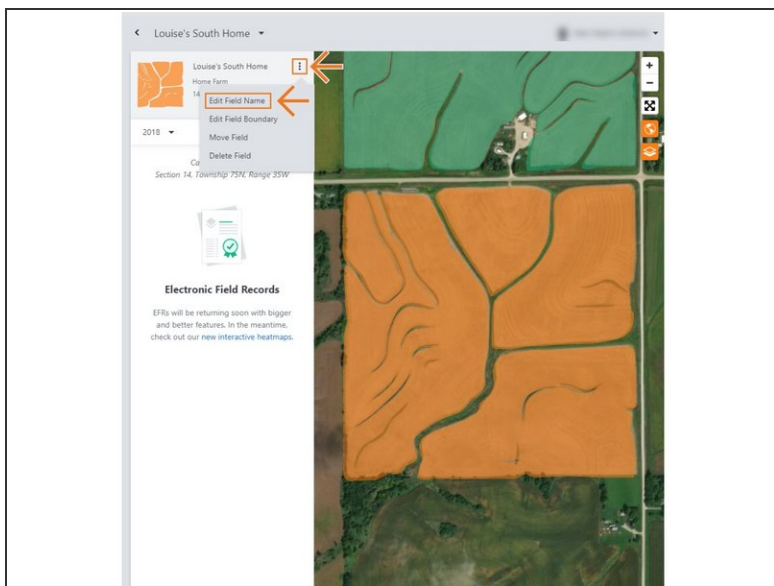 Louise's South Home
Louise's South Home
Home Farm
14
Edit Field Name
Edit Field Boundary
Move Field
Delete Field
2018
Ca
Section 14, Township 75N, Range 35W
Electronic Field Records
EFRs will be returning soon with bigger
and better features. In the meantime,
check out our new interactive heatmaps.
+
−